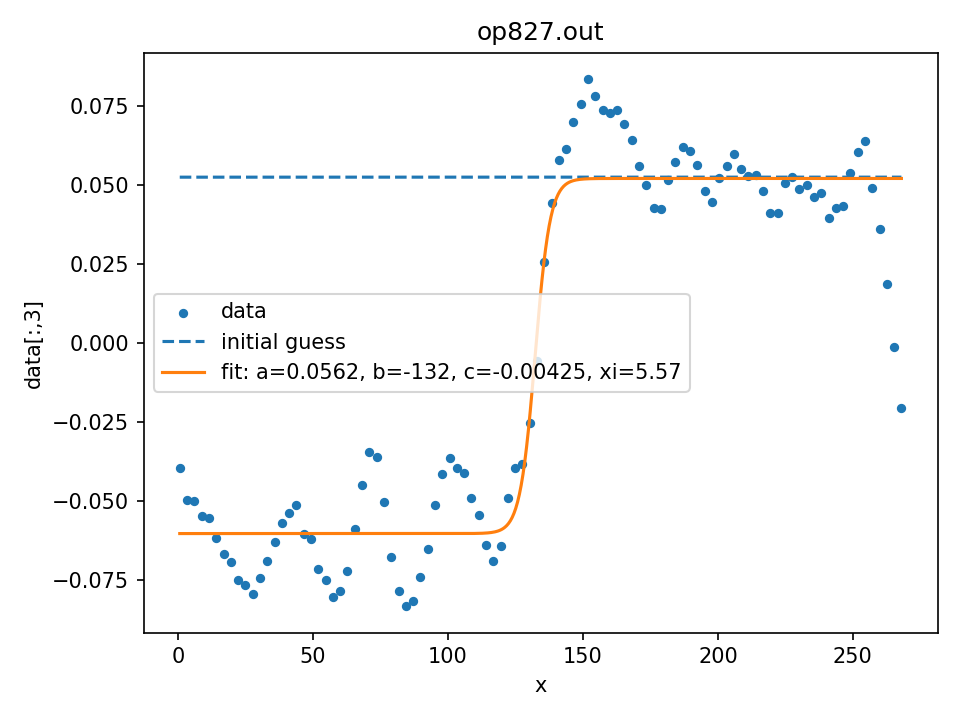 op827.out
0.075
0.050
0.025
0.000
−0.025
−0.050
−0.075
data[:,3]
data
initial guess
fit: a=0.0562, b=-132, c=-0.00425, xi=5.57
0 50 100 150 200 250
x